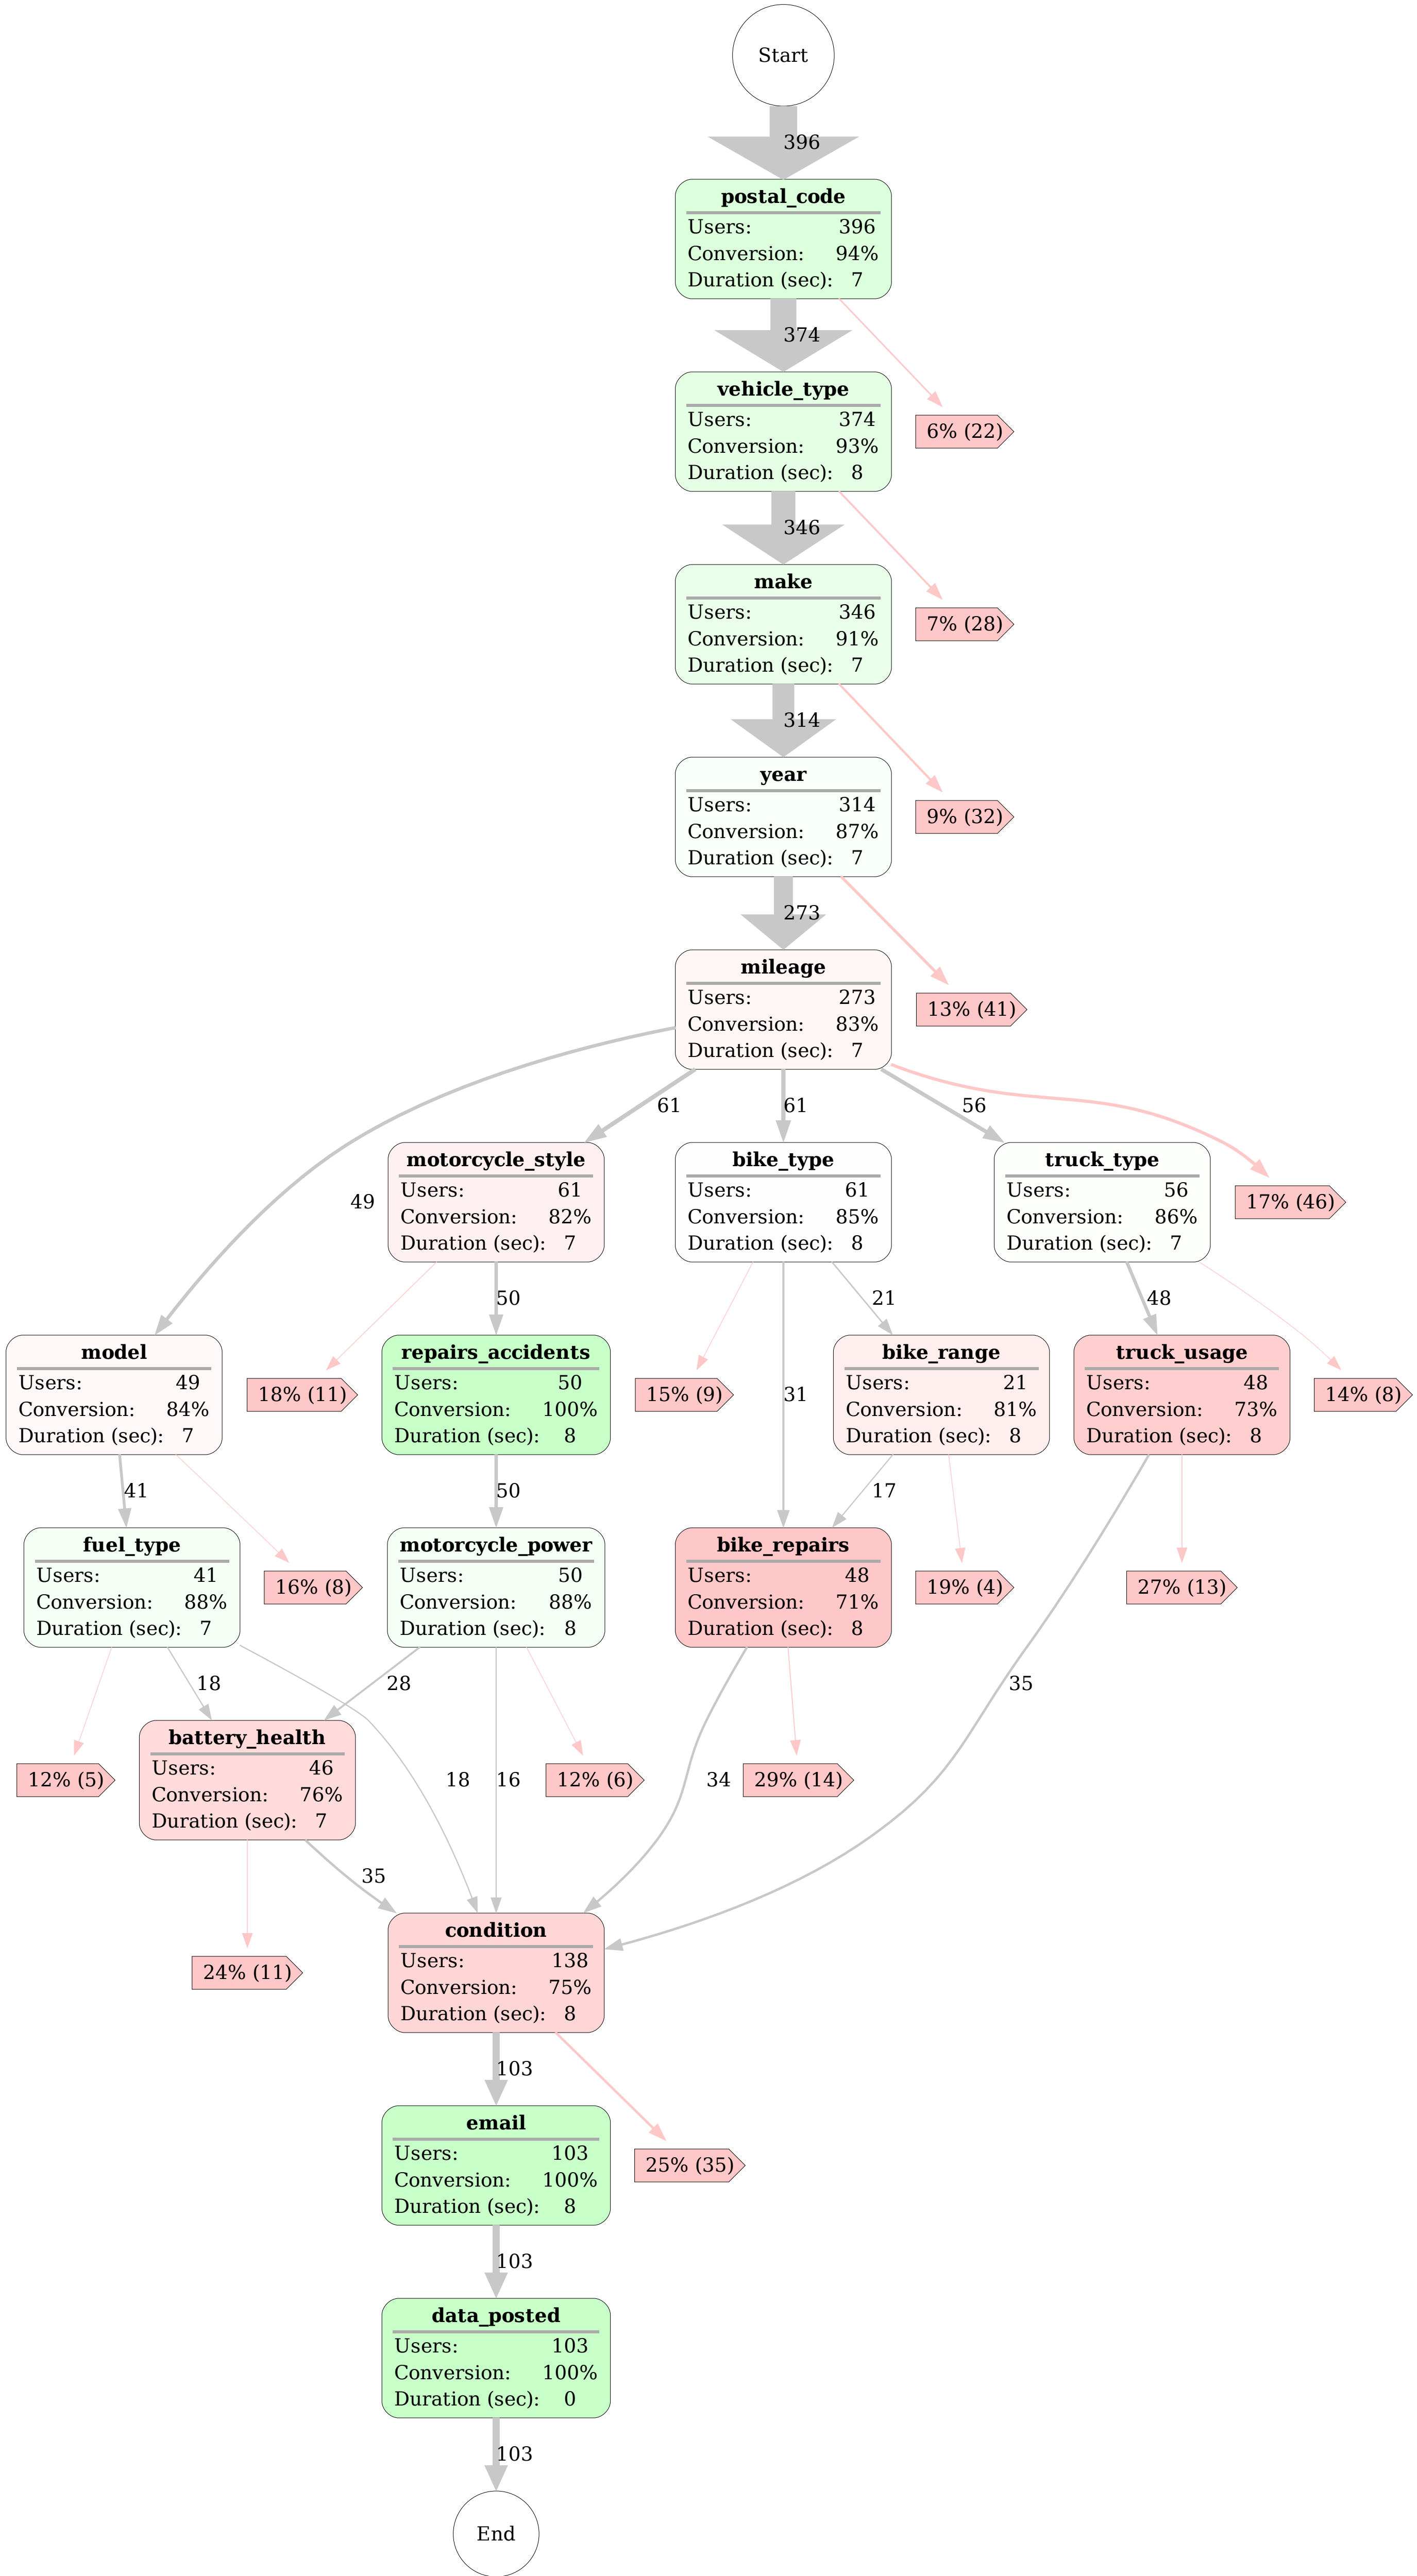 Start
396
postal_code
Users: 396
Conversion: 94%
Duration (sec): 7
374
vehicle_type
Users: 374
Conversion: 93%
Duration (sec): 8
6% (22)
346
make
Users: 346
Conversion: 91%
Duration (sec): 7
7% (28)
314
year
Users: 314
Conversion: 87%
Duration (sec): 7
9% (32)
273
mileage
Users: 273
Conversion: 83%
Duration (sec): 7
13% (41)
49
61
61
56
motorcycle_style
Users: 61
Conversion: 82%
Duration (sec): 7
bike_type
Users: 61
Conversion: 85%
Duration (sec): 8
truck_type
Users: 56
Conversion: 86%
Duration (sec): 7
17% (46)
50
31
21
48
model
Users: 49
Conversion: 84%
Duration (sec): 7
18% (11)
repairs_accidents
Users: 50
Conversion: 100%
Duration (sec): 8
15% (9)
bike_range
Users: 21
Conversion: 81%
Duration (sec): 8
truck_usage
Users: 48
Conversion: 73%
Duration (sec): 8
14% (8)
41
50
17
fuel_type
Users: 41
Conversion: 88%
Duration (sec): 7
16% (8)
motorcycle_power
Users: 50
Conversion: 88%
Duration (sec): 8
bike_repairs
Users: 48
Conversion: 71%
Duration (sec): 8
19% (4)
27% (13)
18
28
35
12% (5)
battery_health
Users: 46
Conversion: 76%
Duration (sec): 7
18
16
12% (6)
34
29% (14)
35
24% (11)
condition
Users: 138
Conversion: 75%
Duration (sec): 8
103
email
Users: 103
Conversion: 100%
Duration (sec): 8
25% (35)
103
data_posted
Users: 103
Conversion: 100%
Duration (sec): 0
103
End